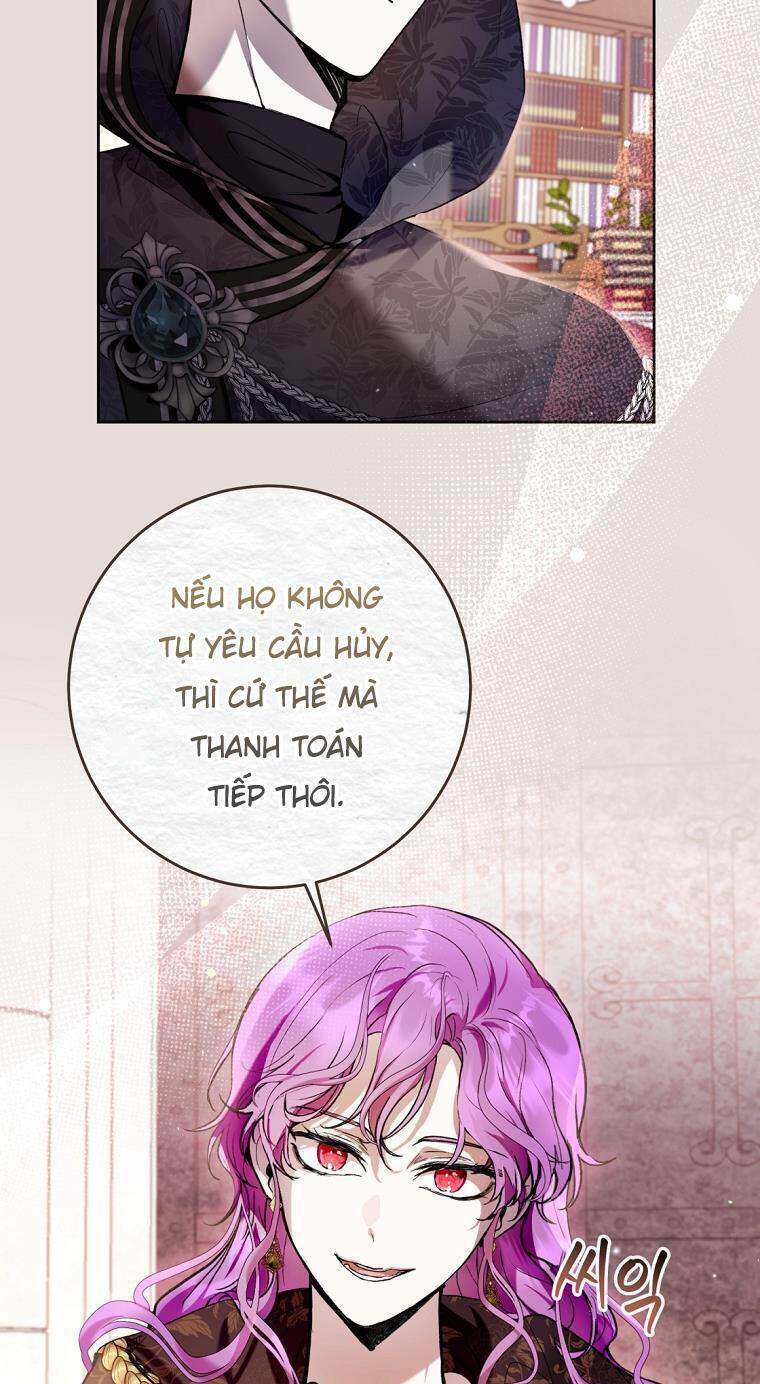 NẾU HỌ KHÔNG
TỰ YÊU CẦU HỦY,
THÌ CỨ THẾ MÀ
THANH TOÁN
TIẾP THÔI.
씨익